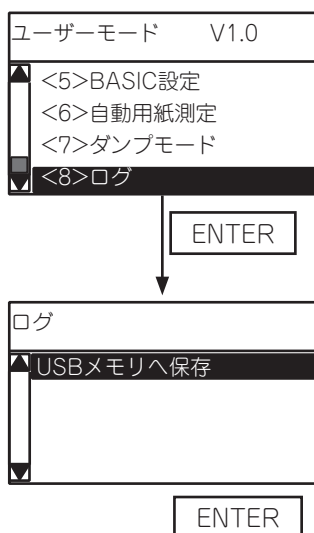 ユーザーモード　V1.0
<5>BASIC設定
<6>自動用紙測定
<7>ダンプモード
<8>ログ
ENTER
ログ
USBメモリへ保存
ENTER